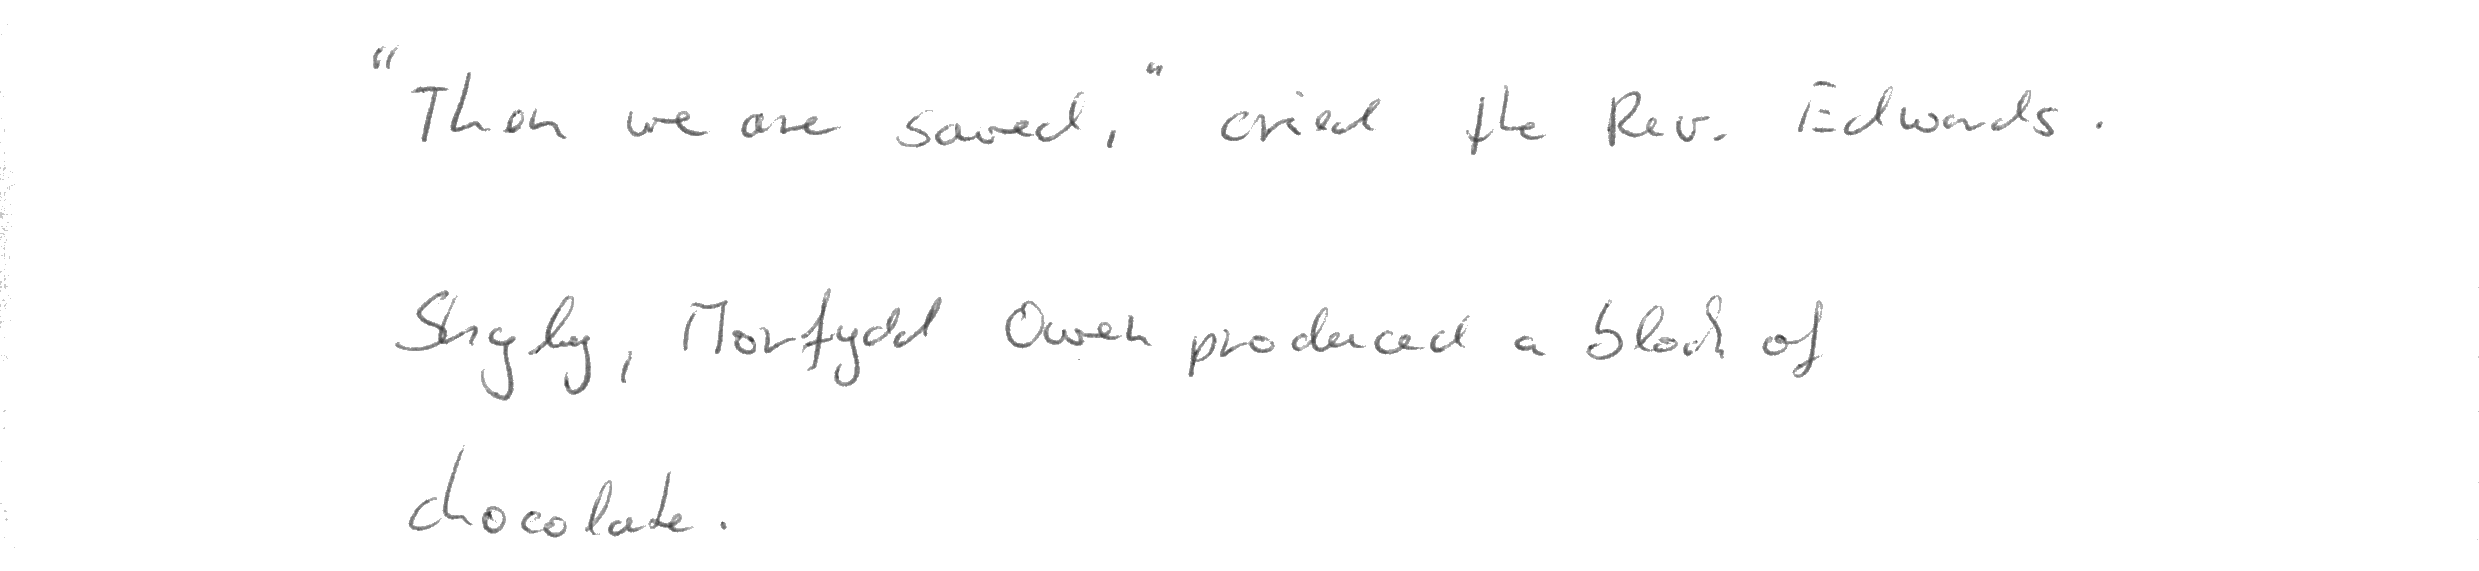 "Then we are saved," cried the Rev. Edwards.
Shyly, Morfydd Owen produced a block of
chocolate.